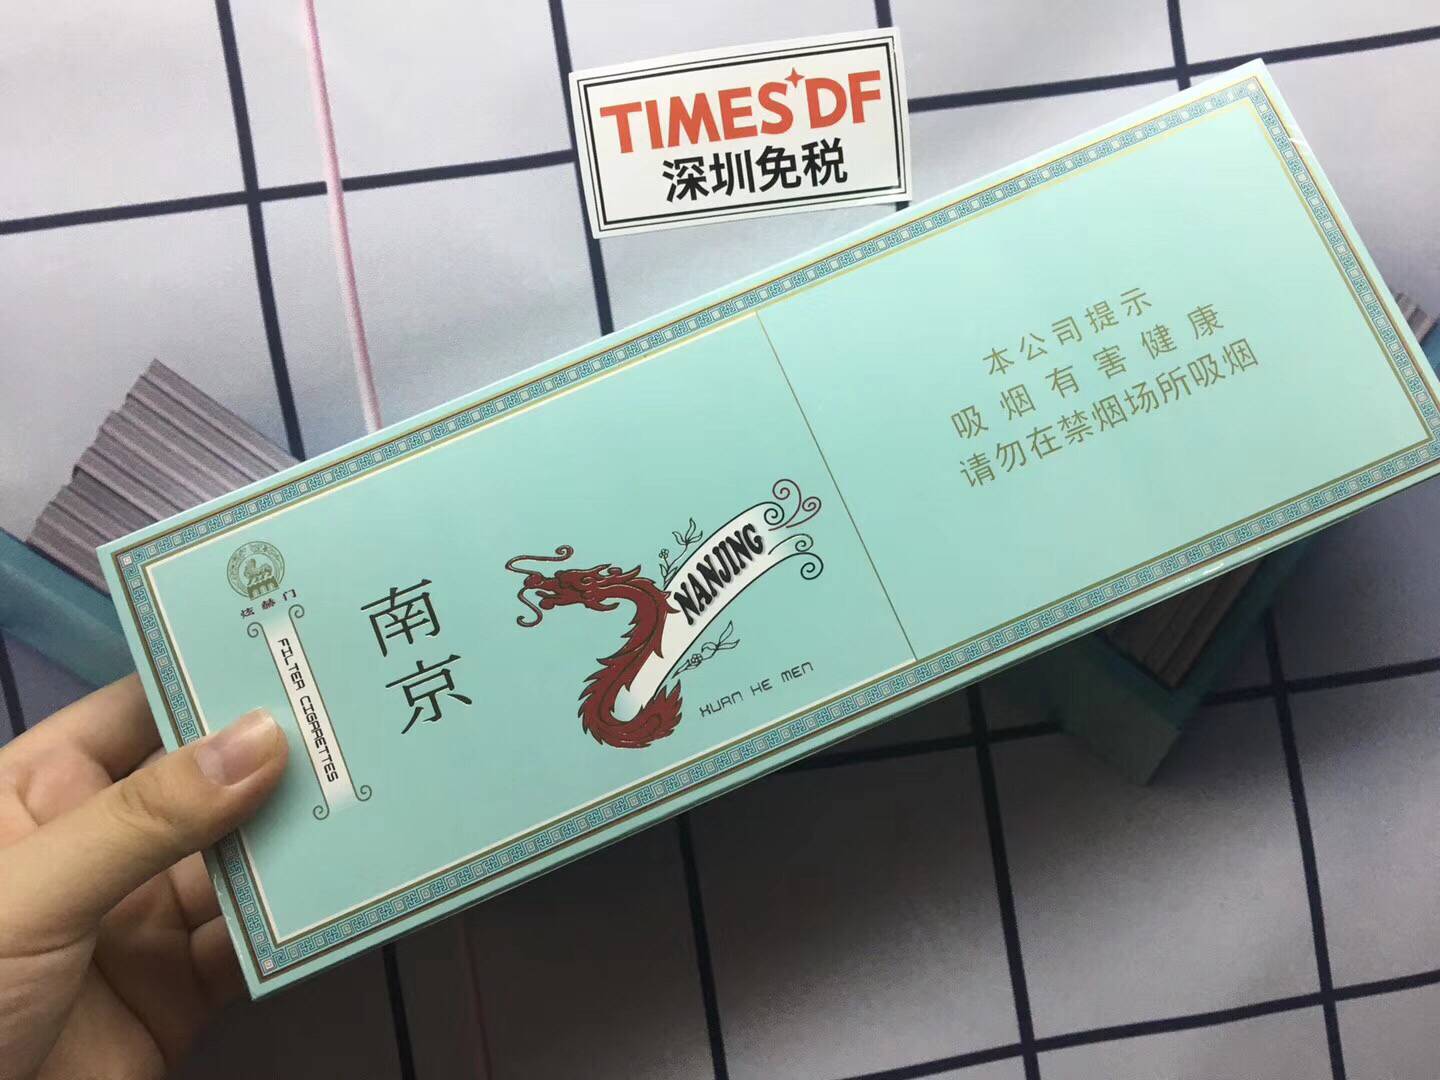 TIMES DF
深圳免税
本公司提示
吸烟有害健康
请勿在禁烟场所吸烟
炫赫门
FILTER CIGARETTES
南京
NANJING
XUAN HE MEN